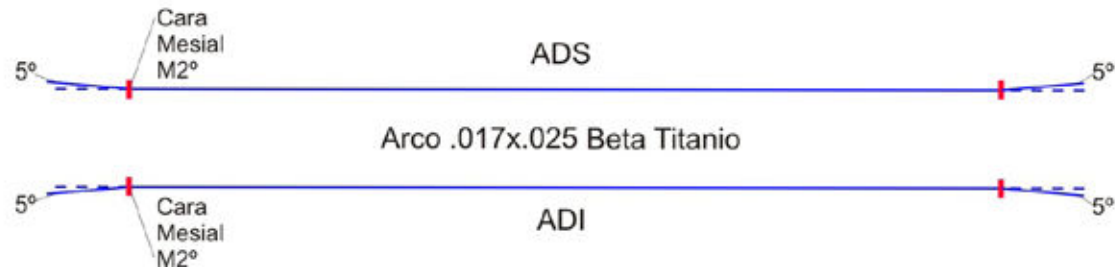 Cara
Mesial
M2º
5º
ADS
5º
Arco .017x.025 Beta Titanio
5º
Cara
Mesial
M2º
ADI
5º